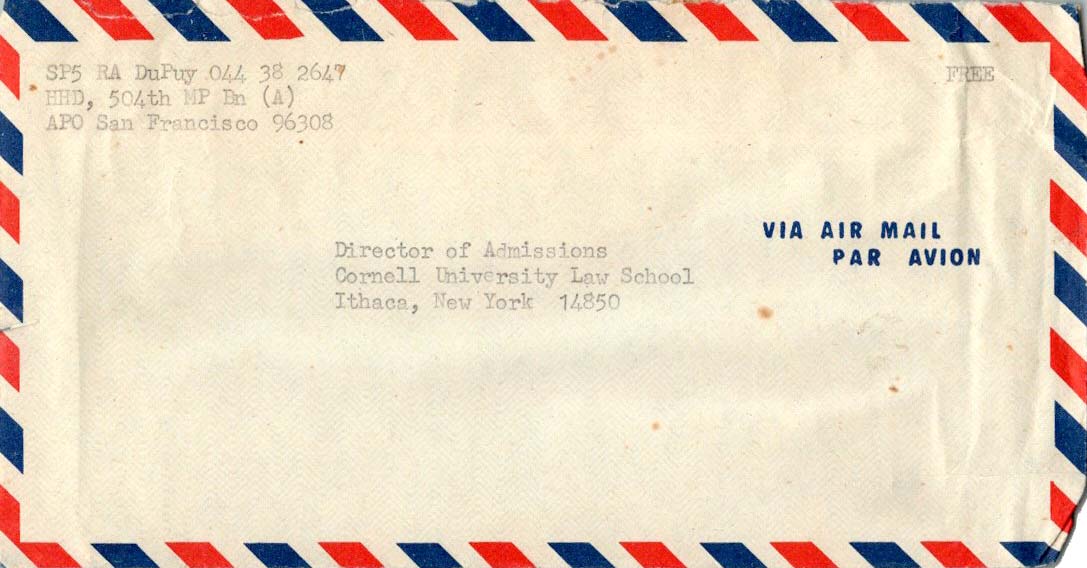 SP5 RA DuPuy 044 38 2647
HHD, 504th MP Bn (A)
APO San Francisco 96308
FREE
VIA AIR MAIL
PAR AVION
Director of Admissions
Cornell University Law School
Ithaca, New York 14850